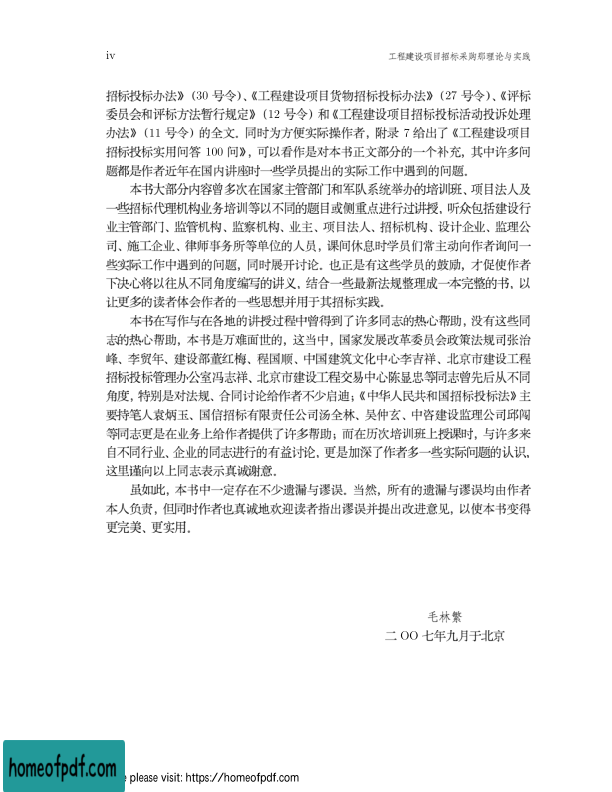 iv
工程建设项目招标采购郑理论与实践
招标投标办法》(30 号令)、《工程建设项目货物招标投标办法》(27 号令)、《评标
委员会和评标方法暂行规定》(12 号令) 和《工程建设项目招标投标活动投诉处理
办法》(11 号令) 的全文. 同时为方便实际操作者, 附录 7 给出了《工程建设项目
招标投标实用问答 100 问》, 可以看作是对本书正文部分的一个补充, 其中许多问
题都是作者近年在国内讲座时一些学员提出的实际工作中遇到的问题.
本书大部分内容曾多次在国家主管部门和军队系统举办的培训班、项目法人及
一些招标代理机构业务培训等以不同的题目或侧重点进行过讲授. 听众包括建设行
业主管部门、监管机构、监察机构、业主、项目法人、招标机构、设计企业、监理公
司、施工企业、律师事务所等单位的人员, 课间休息时学员们常主动向作者询问一
些实际工作中遇到的问题, 同时展开讨论. 也正是有这些学员的鼓励, 才促使作者
下决心将以往从不同角度编写的讲义, 结合一些最新法规整理成一本完整的书, 以
让更多的读者体会作者的一些思想并用于其招标实践.
本书在写作与在各地的讲授过程中曾得到了许多同志的热心帮助, 没有这些同
志的热心帮助, 本书是万难面世的, 这当中, 国家发展改革委员会政策法规司张治
峰、李贸年、建设部董红梅、程国顺、中国建筑文化中心李吉祥、北京市建设工程
招标投标管理办公室冯志祥、北京市建设工程交易中心陈显忠等同志曾先后从不同
角度, 特别是对法规、合同讨论给作者不少启迪;《中华人民共和国招标投标法》主
要持笔人袁炳玉、国信招标有限责任公司汤全林、吴仲玄、中咨建设监理公司邱闯
等同志更是在业务上给作者提供了许多帮助; 而在历次培训班上授课时, 与许多来
自不同行业、企业的同志进行的有益讨论, 更是加深了作者多一些实际问题的认识,
这里谨向以上同志表示真诚谢意.
虽如此, 本书中一定存在不少遗漏与谬误. 当然, 所有的遗漏与谬误均由作者
本人负责, 但同时作者也真诚地欢迎读者指出谬误并提出改进意见, 以使本书变得
更完美、更实用.
毛林繁
二 OO 七年九月于北京
homeofpdf.com
please visit: https://homeofpdf.com